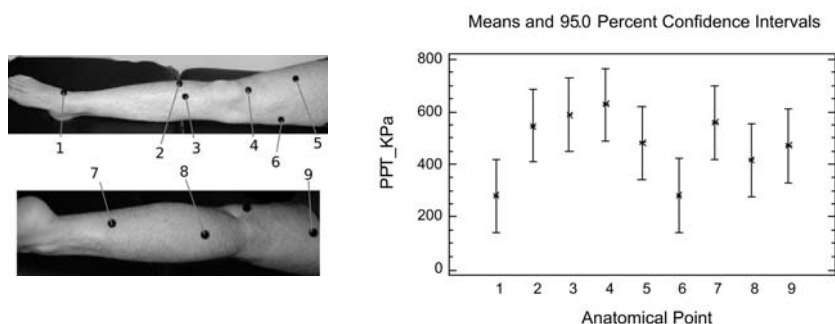 1 2 3 4 5
6
7 8 9
Means and 95.0 Percent Confidence Intervals
800
600
400
200
0
PPT_KPa
1 2 3 4 5 6 7 8 9
Anatomical Point